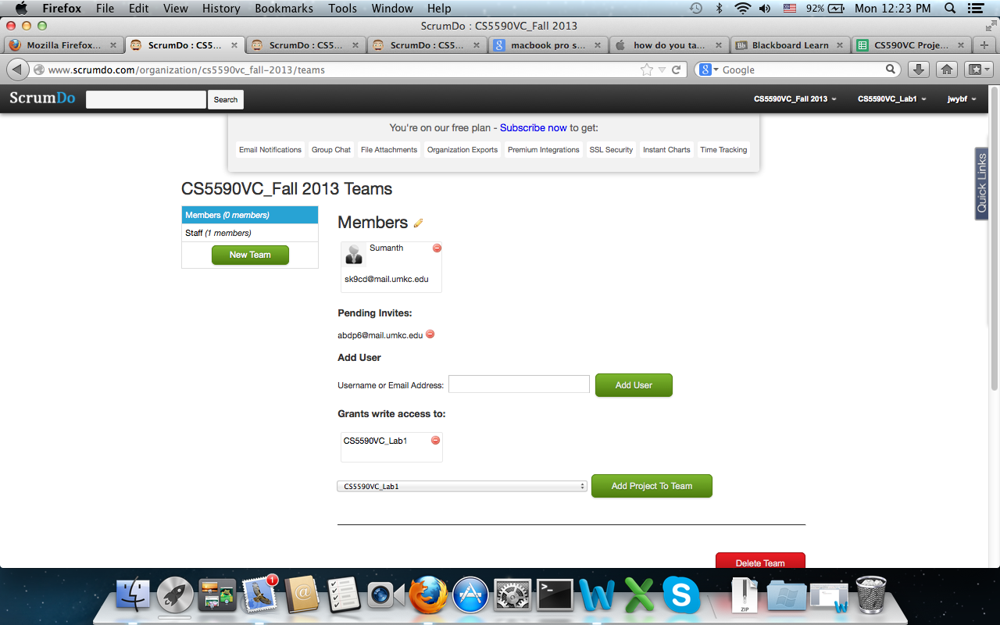 Firefox File Edit View History Bookmarks Tools Window Help 92% Mon 12:23 PM
ScrumDo : CS5590VC_Fall 2013
Mozilla Firefox... ScrumDo : CS5... ScrumDo : CS5... ScrumDo : CS5... macbook pro s... how do you ta... Blackboard Learn CS590VC Proje...
www.scrumdo.com/organization/cs5590vc_fall-2013/teams Google
ScrumDo Search CS5590VC_Fall 2013 CS5590VC_Lab1 jwybf
You're on our free plan - Subscribe now to get:
Email Notifications Group Chat File Attachments Organization Exports Premium Integrations SSL Security Instant Charts Time Tracking
Quick Links
CS5590VC_Fall 2013 Teams
Members (0 members)
Staff (1 members)
New Team
Members
Sumanth
sk9cd@mail.umkc.edu
Pending Invites:
abdp6@mail.umkc.edu
Add User
Username or Email Address: Add User
Grants write access to:
CS5590VC_Lab1
CS5590VC_Lab1 Add Project To Team
Delete Team
1
ZIP